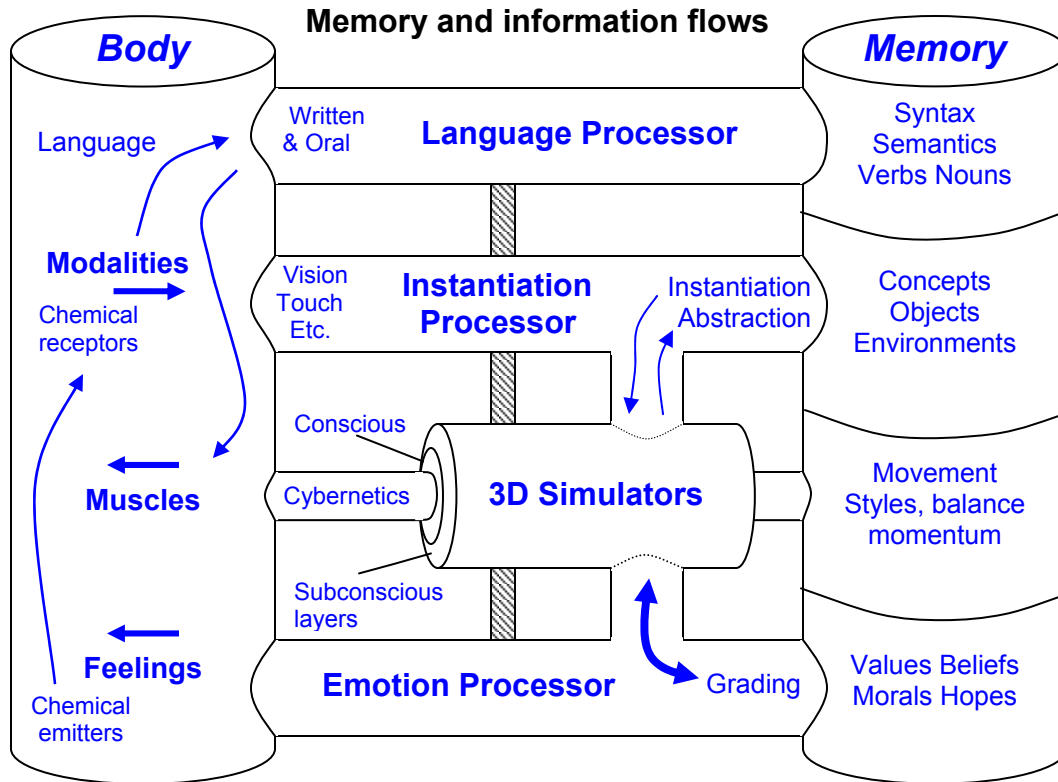 Memory and information flows
Body
Memory
Language
Written
& Oral
Language Processor
Syntax
Semantics
Verbs Nouns
Modalities
Chemical
receptors
Vision
Touch
Etc.
Instantiation
Processor
Instantiation
Abstraction
Concepts
Objects
Environments
Conscious
Muscles
Cybernetics
3D Simulators
Movement
Styles, balance
momentum
Subconscious
layers
Feelings
Chemical
emitters
Emotion Processor
Grading
Values Beliefs
Morals Hopes